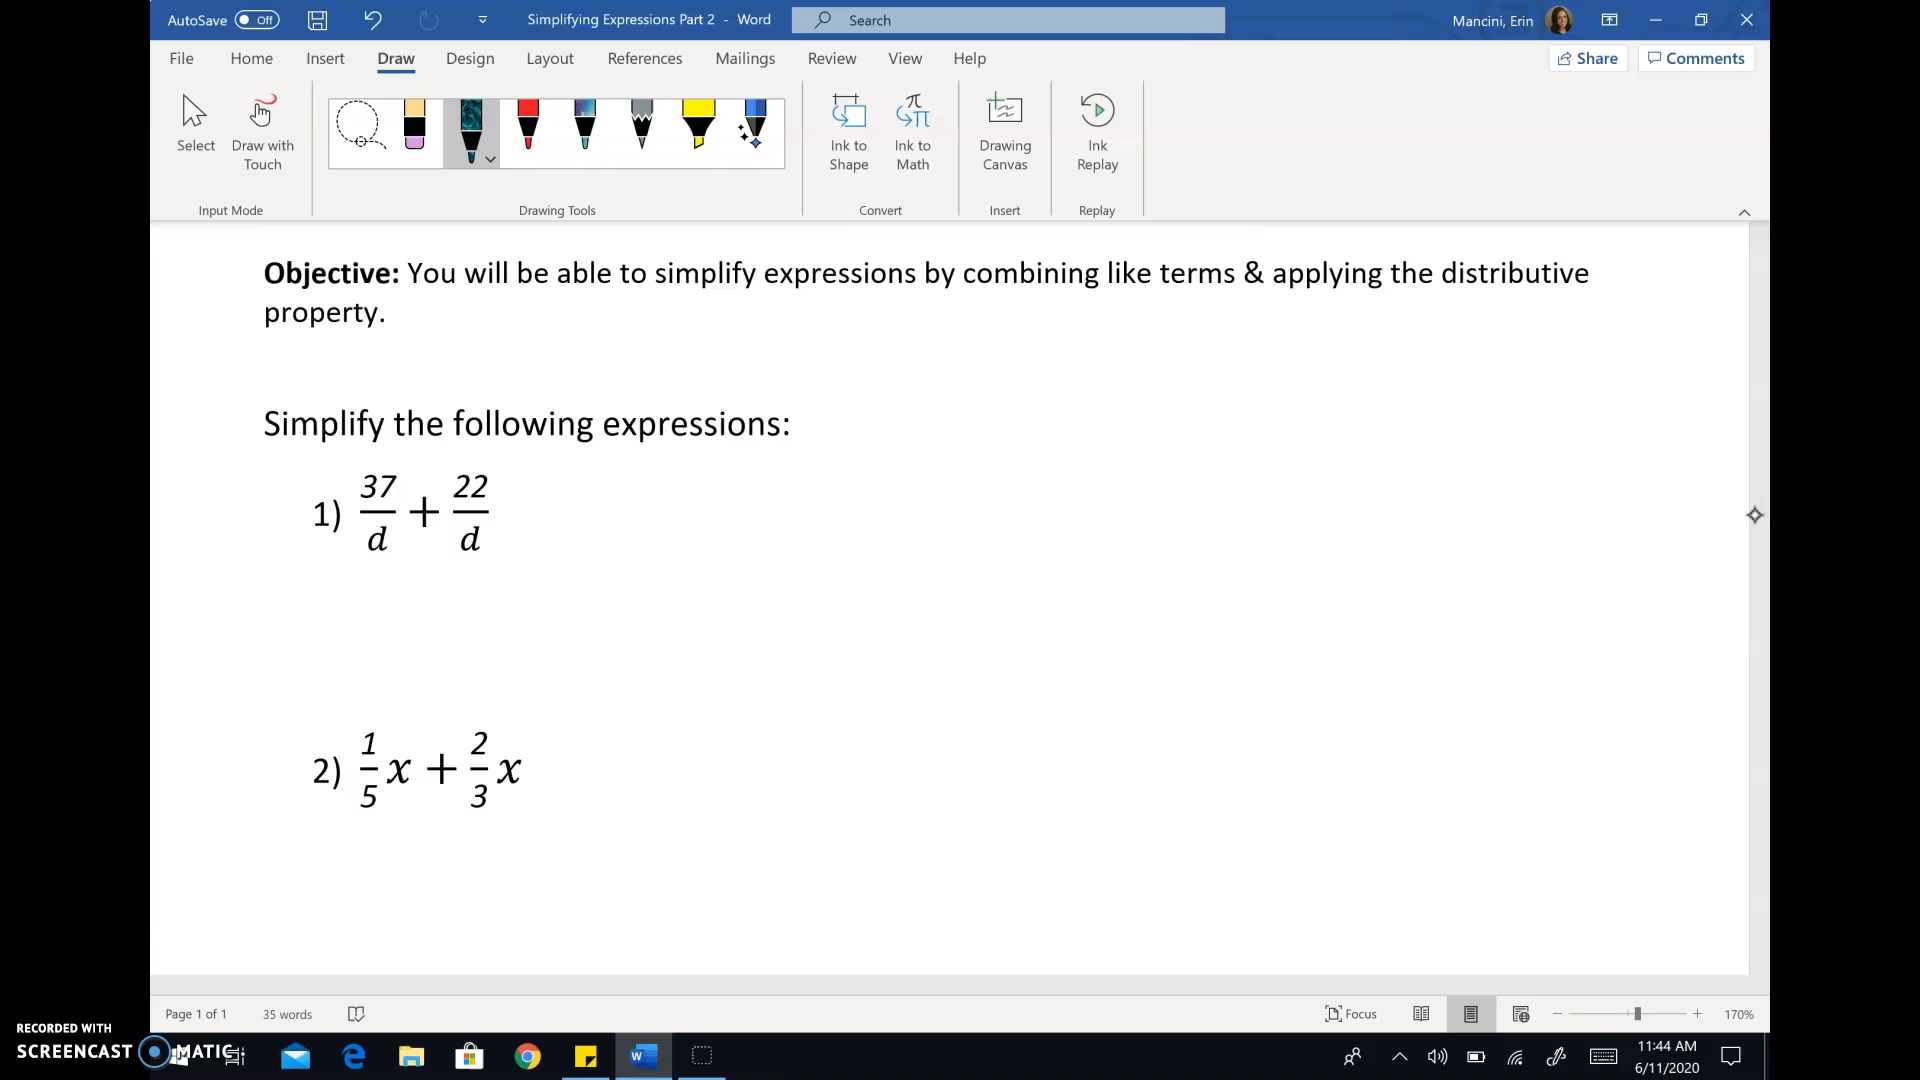 AutoSave Off Simplifying Expressions Part 2 - Word Search Mancini, Erin
File Home Insert Draw Design Layout References Mailings Review View Help Share Comments
Select Draw with Touch Ink to Shape Ink to Math Drawing Canvas Ink Replay
Input Mode Drawing Tools Convert Insert Replay
Objective: You will be able to simplify expressions by combining like terms & applying the distributive
property.
Simplify the following expressions:
1) 37/d + 22/d
2) 1/5 x + 2/3 x
Page 1 of 1 35 words Focus 170%
RECORDED WITH
SCREENCAST MATIC
11:44 AM
6/11/2020